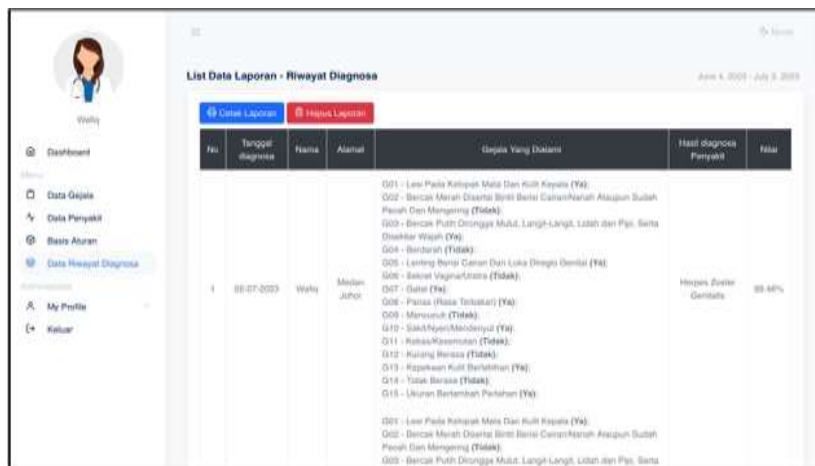 List Data Laporan - Riwayat Diagnosa
Wafiq
Dashboard
Menu
Data Gejala
Data Penyakit
Basis Aturan
Data Riwayat Diagnosa
My Profile
Keluar
Cetak Laporan
Hapus Laporan
No
Tanggal diagnosa
Nama
Alamat
Gejala Yang Dialami
Hasil diagnosa Penyakit
Nilai
1
Wafiq
Medan Johor
G01 - Lesi Pada Kelopak Mata Dan Kulit Kepala (Ya);
G02 - Bercak Merah Disertai Bintil Berisi Cairan/Nanah Ataupun Sudah
Pecah Dan Mengering (Tidak);
G03 - Bercak Putih Dirongga Mulut, Langit-Langit, Lidah dan Pipi, Serta
Disekitar Wajah (Ya);
G04 - Berdarah (Tidak);
G05 - Lenting Berisi Cairan Dan Luka Diregio Genital (Ya);
G06 - Sekret Vagina/Uretra (Tidak);
G07 - Gatal (Ya);
G08 - Panas (Rasa Terbakar) (Ya);
G09 - (Tidak);
G10 - Sakit/Nyeri/Mendenyut (Ya);
G11 - Kebas/Kesemutan (Tidak);
G12 - Kurang Berasa (Tidak);
G13 - Kepekaan Kulit Berlebihan (Ya);
G14 - Tidak Berasa (Tidak);
G15 - Ukuran Bertambah Perlahan (Ya);
Herpes Zoster
Genitalis
G01 - Lesi Pada Kelopak Mata Dan Kulit Kepala (Ya);
G02 - Bercak Merah Disertai Bintil Berisi Cairan/Nanah Ataupun Sudah
Pecah Dan Mengering (Tidak);
G03 - Bercak Putih Dirongga Mulut, Langit-Langit, Lidah dan Pipi, Serta